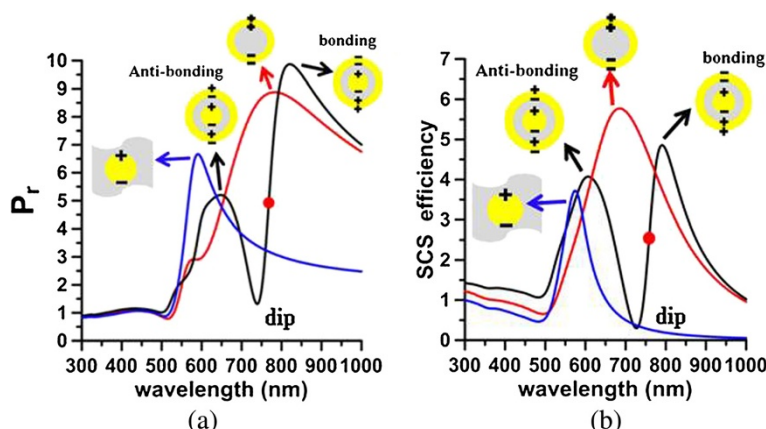 bonding
Anti-bonding
10
9
8
7
6
5
4
3
2
1
0
Pr
dip
300 400 500 600 700 800 900 1000
wavelength (nm)
(a)
bonding
Anti-bonding
7
6
5
4
3
2
1
0
SCS efficiency
dip
300 400 500 600 700 800 900 1000
wavelength (nm)
(b)